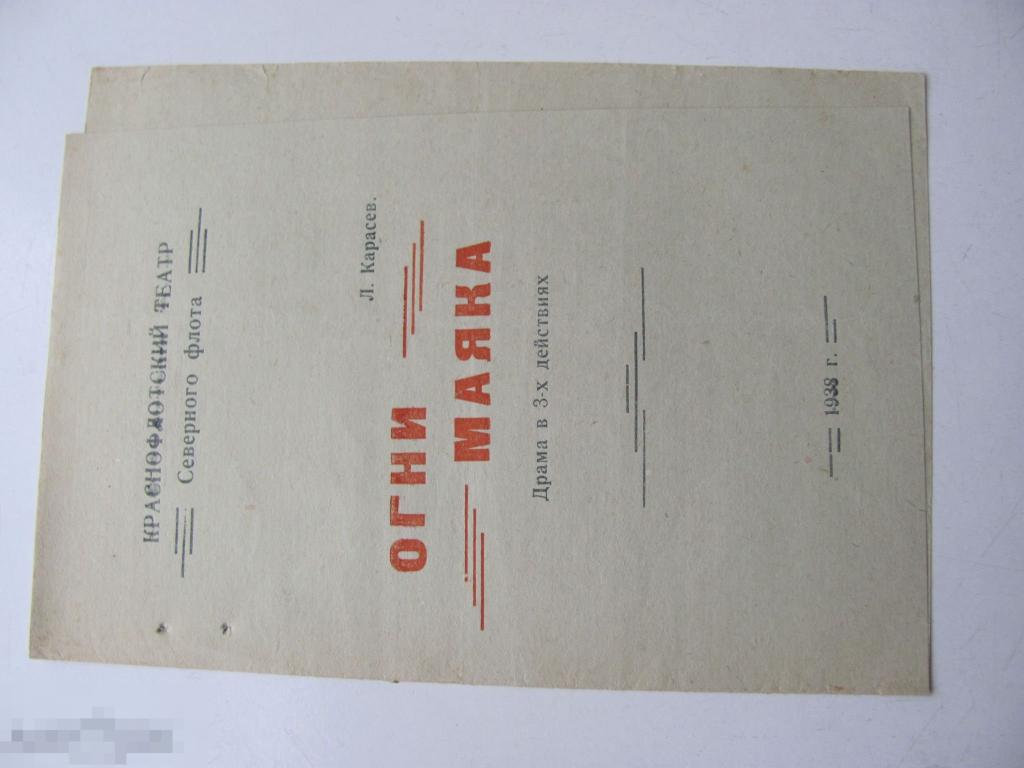 КРАСНОФЛОТСКИЙ ТЕАТР
Северного флота
Л. Карасев.
ОГНИ
МАЯКА
Драма в 3-х действиях
1938 г.